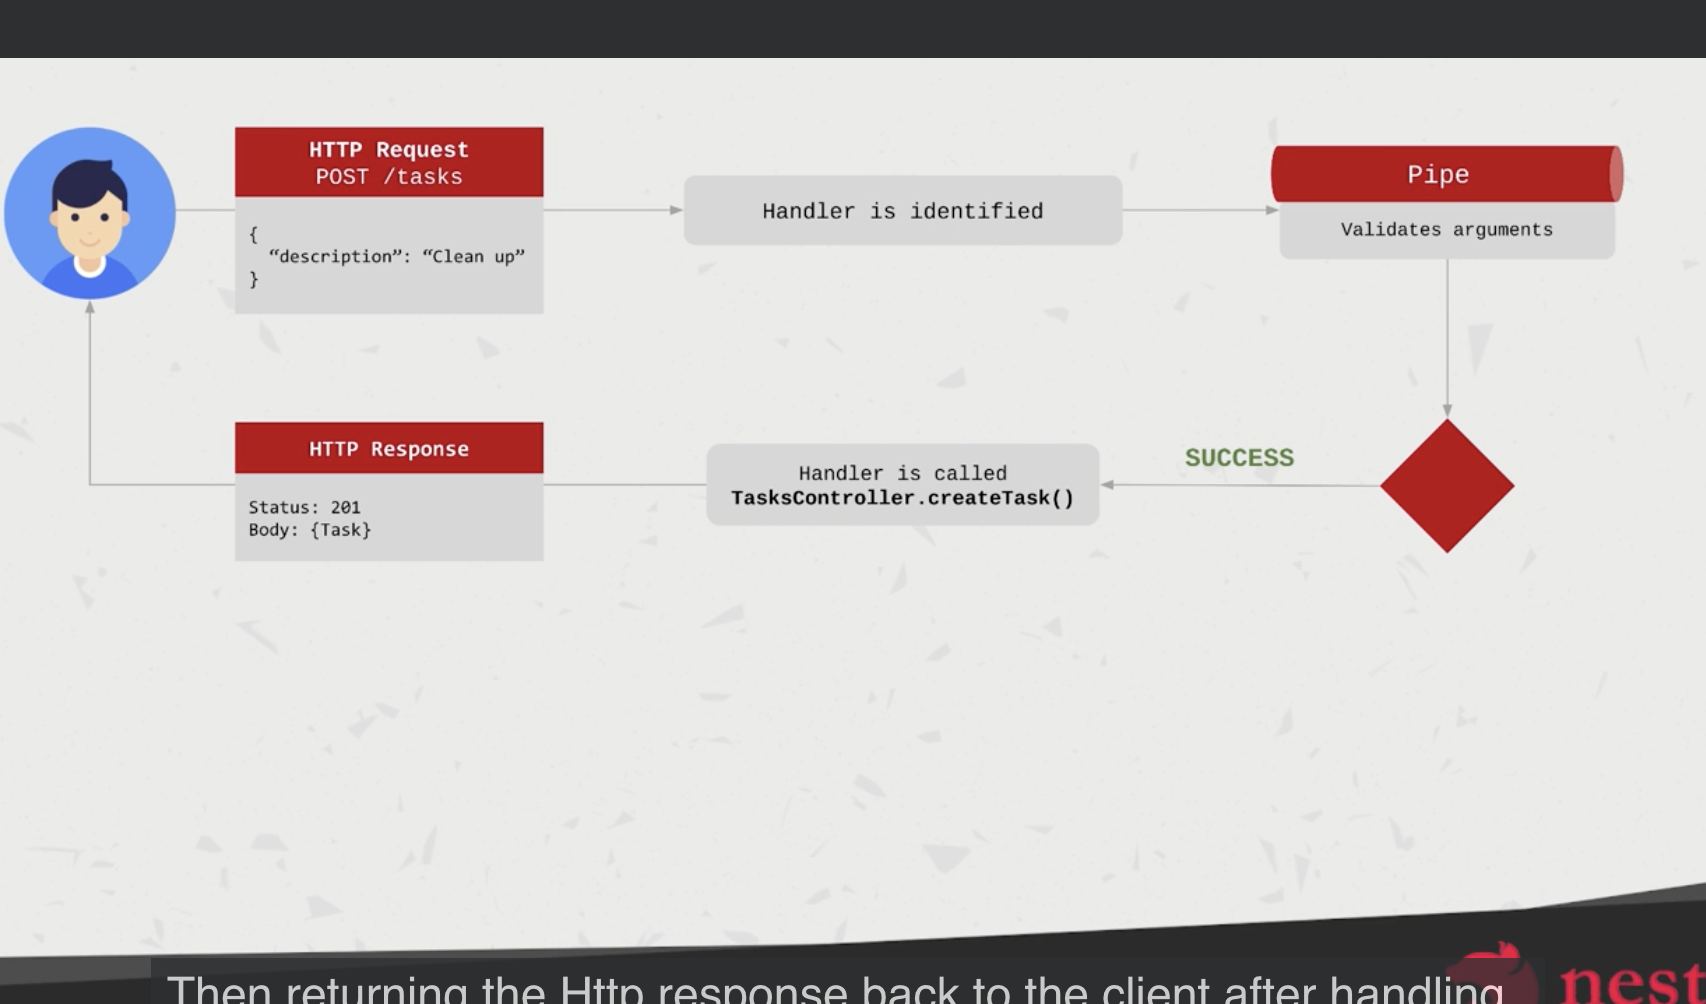 HTTP Request
POST /tasks
{
“description”: “Clean up”
}
Handler is identified
Pipe
Validates arguments
SUCCESS
Handler is called
TasksController.createTask()
HTTP Response
Status: 201
Body: {Task}
Then returning the Http response back to the client after handling
nest